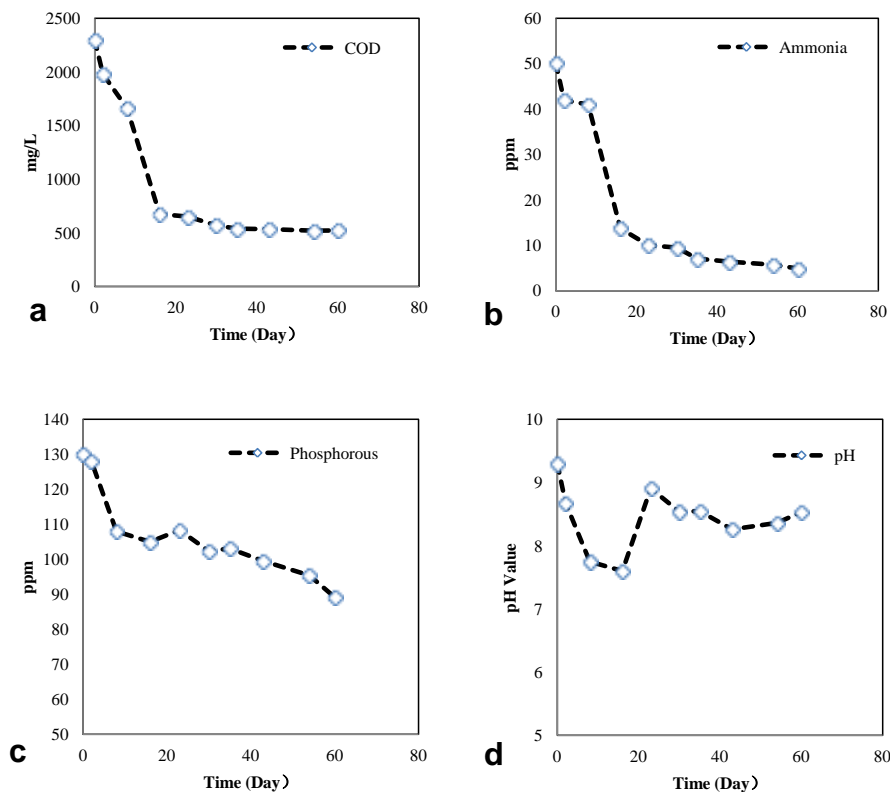 2500
2000
1500
1000
500
0
mg/L
COD
0 20 40 60 80
Time (Day）
a
60
50
40
30
20
10
0
ppm
Ammonia
0 20 40 60 80
Time (Day）
b
140
130
120
110
100
90
80
70
60
50
ppm
Phosphorous
0 20 40 60 80
Time (Day）
c
10
9
8
7
6
5
pH Value
pH
0 20 40 60 80
Time (Day）
d